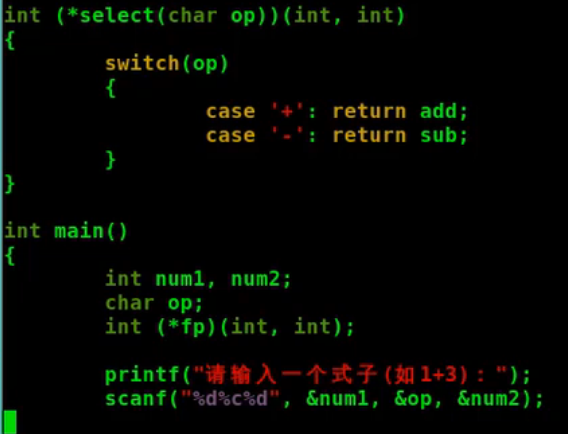 int (*select(char op))(int, int)
{
switch(op)
{
case '+': return add;
case '-': return sub;
}
}
int main()
{
int num1, num2;
char op;
int (*fp)(int, int);
printf("请输入一个式子(如1+3)：");
scanf("%d%c%d", &num1, &op, &num2);